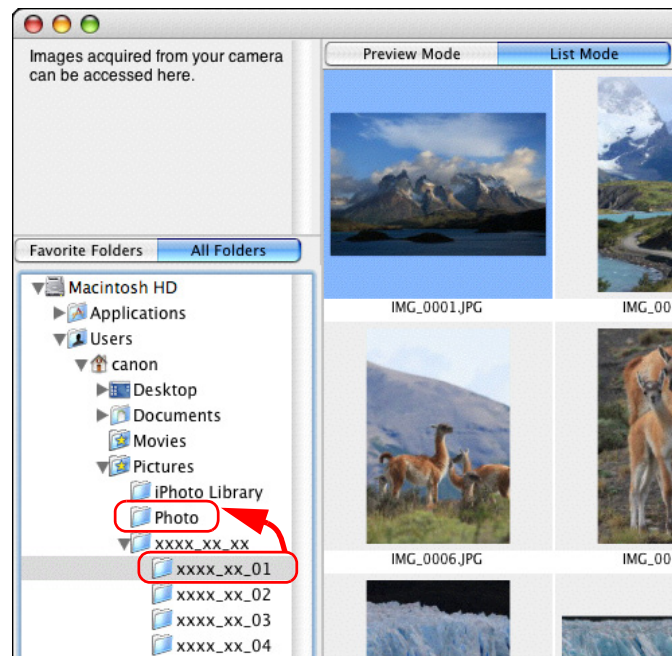 Images acquired from your camera
can be accessed here.
Preview Mode
List Mode
Favorite Folders
All Folders
Macintosh HD
Applications
Users
canon
Desktop
Documents
Movies
Pictures
iPhoto Library
Photo
xxxx_xx_xx
xxxx_xx_01
xxxx_xx_02
xxxx_xx_03
xxxx_xx_04
IMG_0001.JPG
IMG_00
IMG_0006.JPG
IMG_00